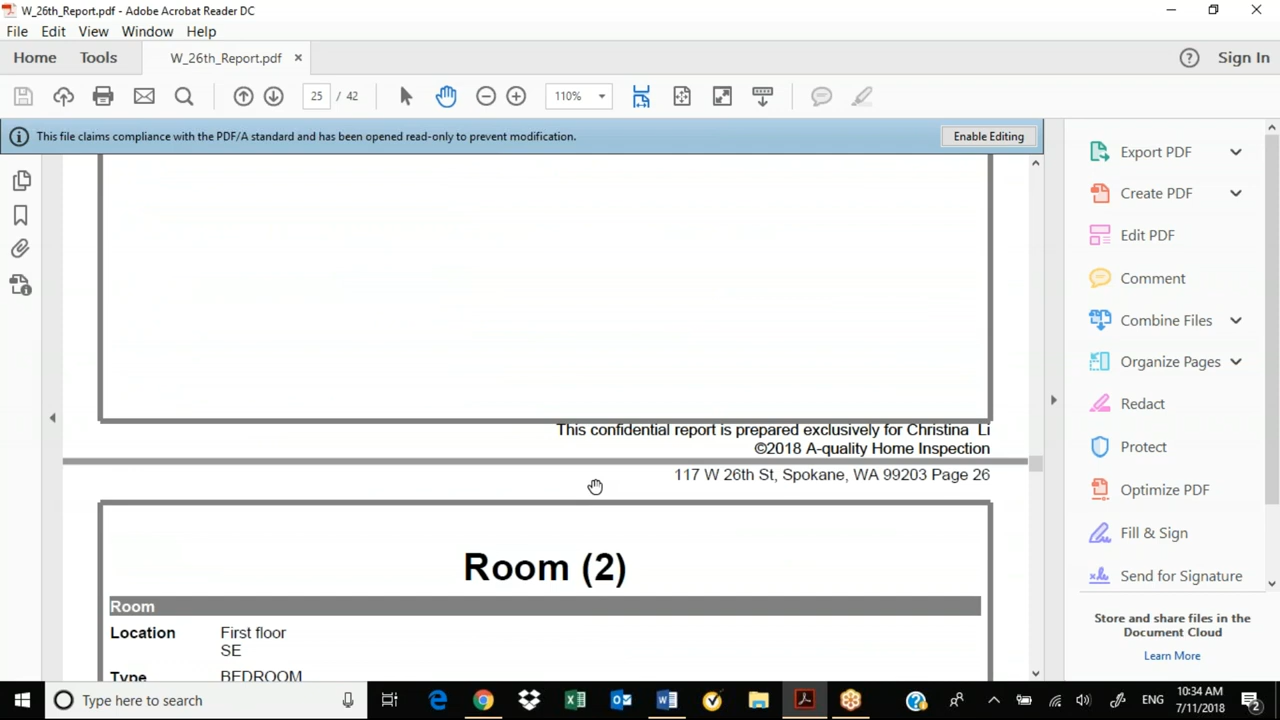 W_26th_Report.pdf - Adobe Acrobat Reader DC
File Edit View Window Help
Home Tools W_26th_Report.pdf × Sign In
25 / 42 110%
This file claims compliance with the PDF/A standard and has been opened read-only to prevent modification. Enable Editing
Export PDF
Create PDF
Edit PDF
Comment
Combine Files
Organize Pages
Redact
Protect
Optimize PDF
Fill & Sign
Send for Signature
Store and share files in the
Document Cloud
Learn More
This confidential report is prepared exclusively for Christina Li
©2018 A-quality Home Inspection
117 W 26th St, Spokane, WA 99203 Page 26
Room (2)
Room
Location First floor
SE
Type BEDROOM
Type here to search
ENG 10:34 AM
7/11/2018 2